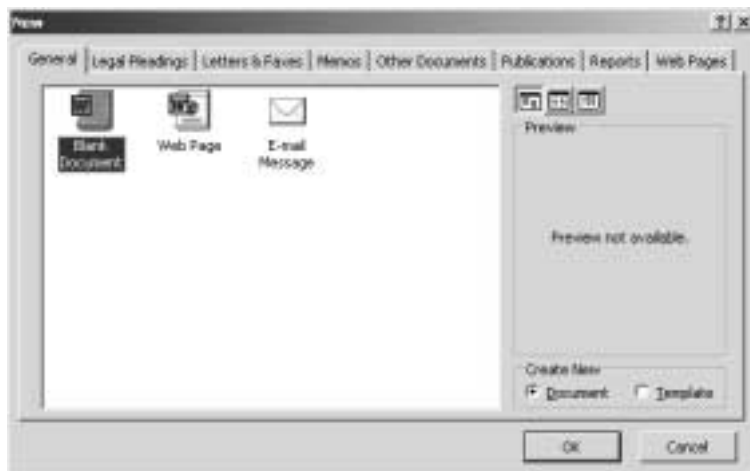 New
General Legal Pleadings Letters & Faxes Memos Other Documents Publications Reports Web Pages
Blank Document
Web Page
E-mail Message
Preview
Preview not available.
Create New
Document Template
OK Cancel